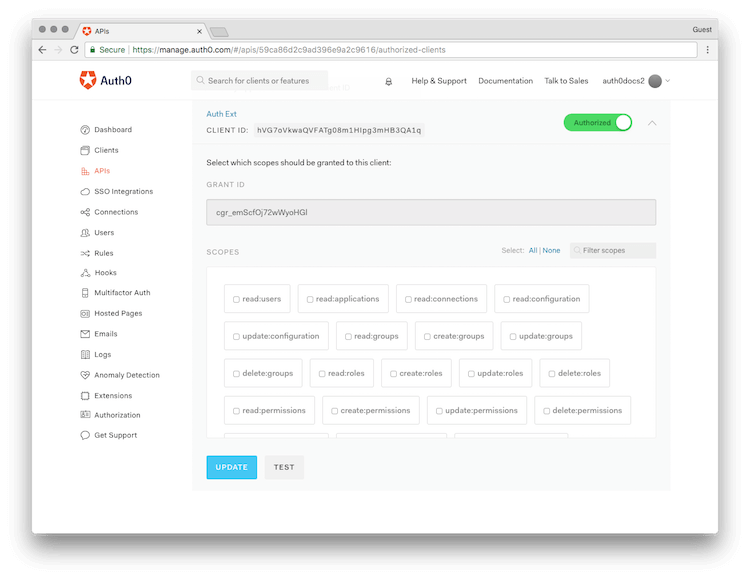 APIs
Guest
Secure https://manage.auth0.com/#/apis/59ca86d2c9ad396e9a2c9616/authorized-clients
Auth0
Search for clients or features
Help & Support
Documentation
Talk to Sales
auth0docs2
Dashboard
Clients
APIs
SSO Integrations
Connections
Users
Rules
Hooks
Multifactor Auth
Hosted Pages
Emails
Logs
Anomaly Detection
Extensions
Authorization
Get Support
Auth Ext
CLIENT ID: hVG7oVkwaQVFATg08m1HIpg3mHB3QA1q
Authorized
Select which scopes should be granted to this client:
GRANT ID
cgr_emScfOj72wWyoHGl
SCOPES
Select: All | None
Filter scopes
read:users read:applications read:connections read:configuration
update:configuration read:groups create:groups update:groups
delete:groups read:roles create:roles update:roles delete:roles
read:permissions create:permissions update:permissions delete:permissions
UPDATE
TEST